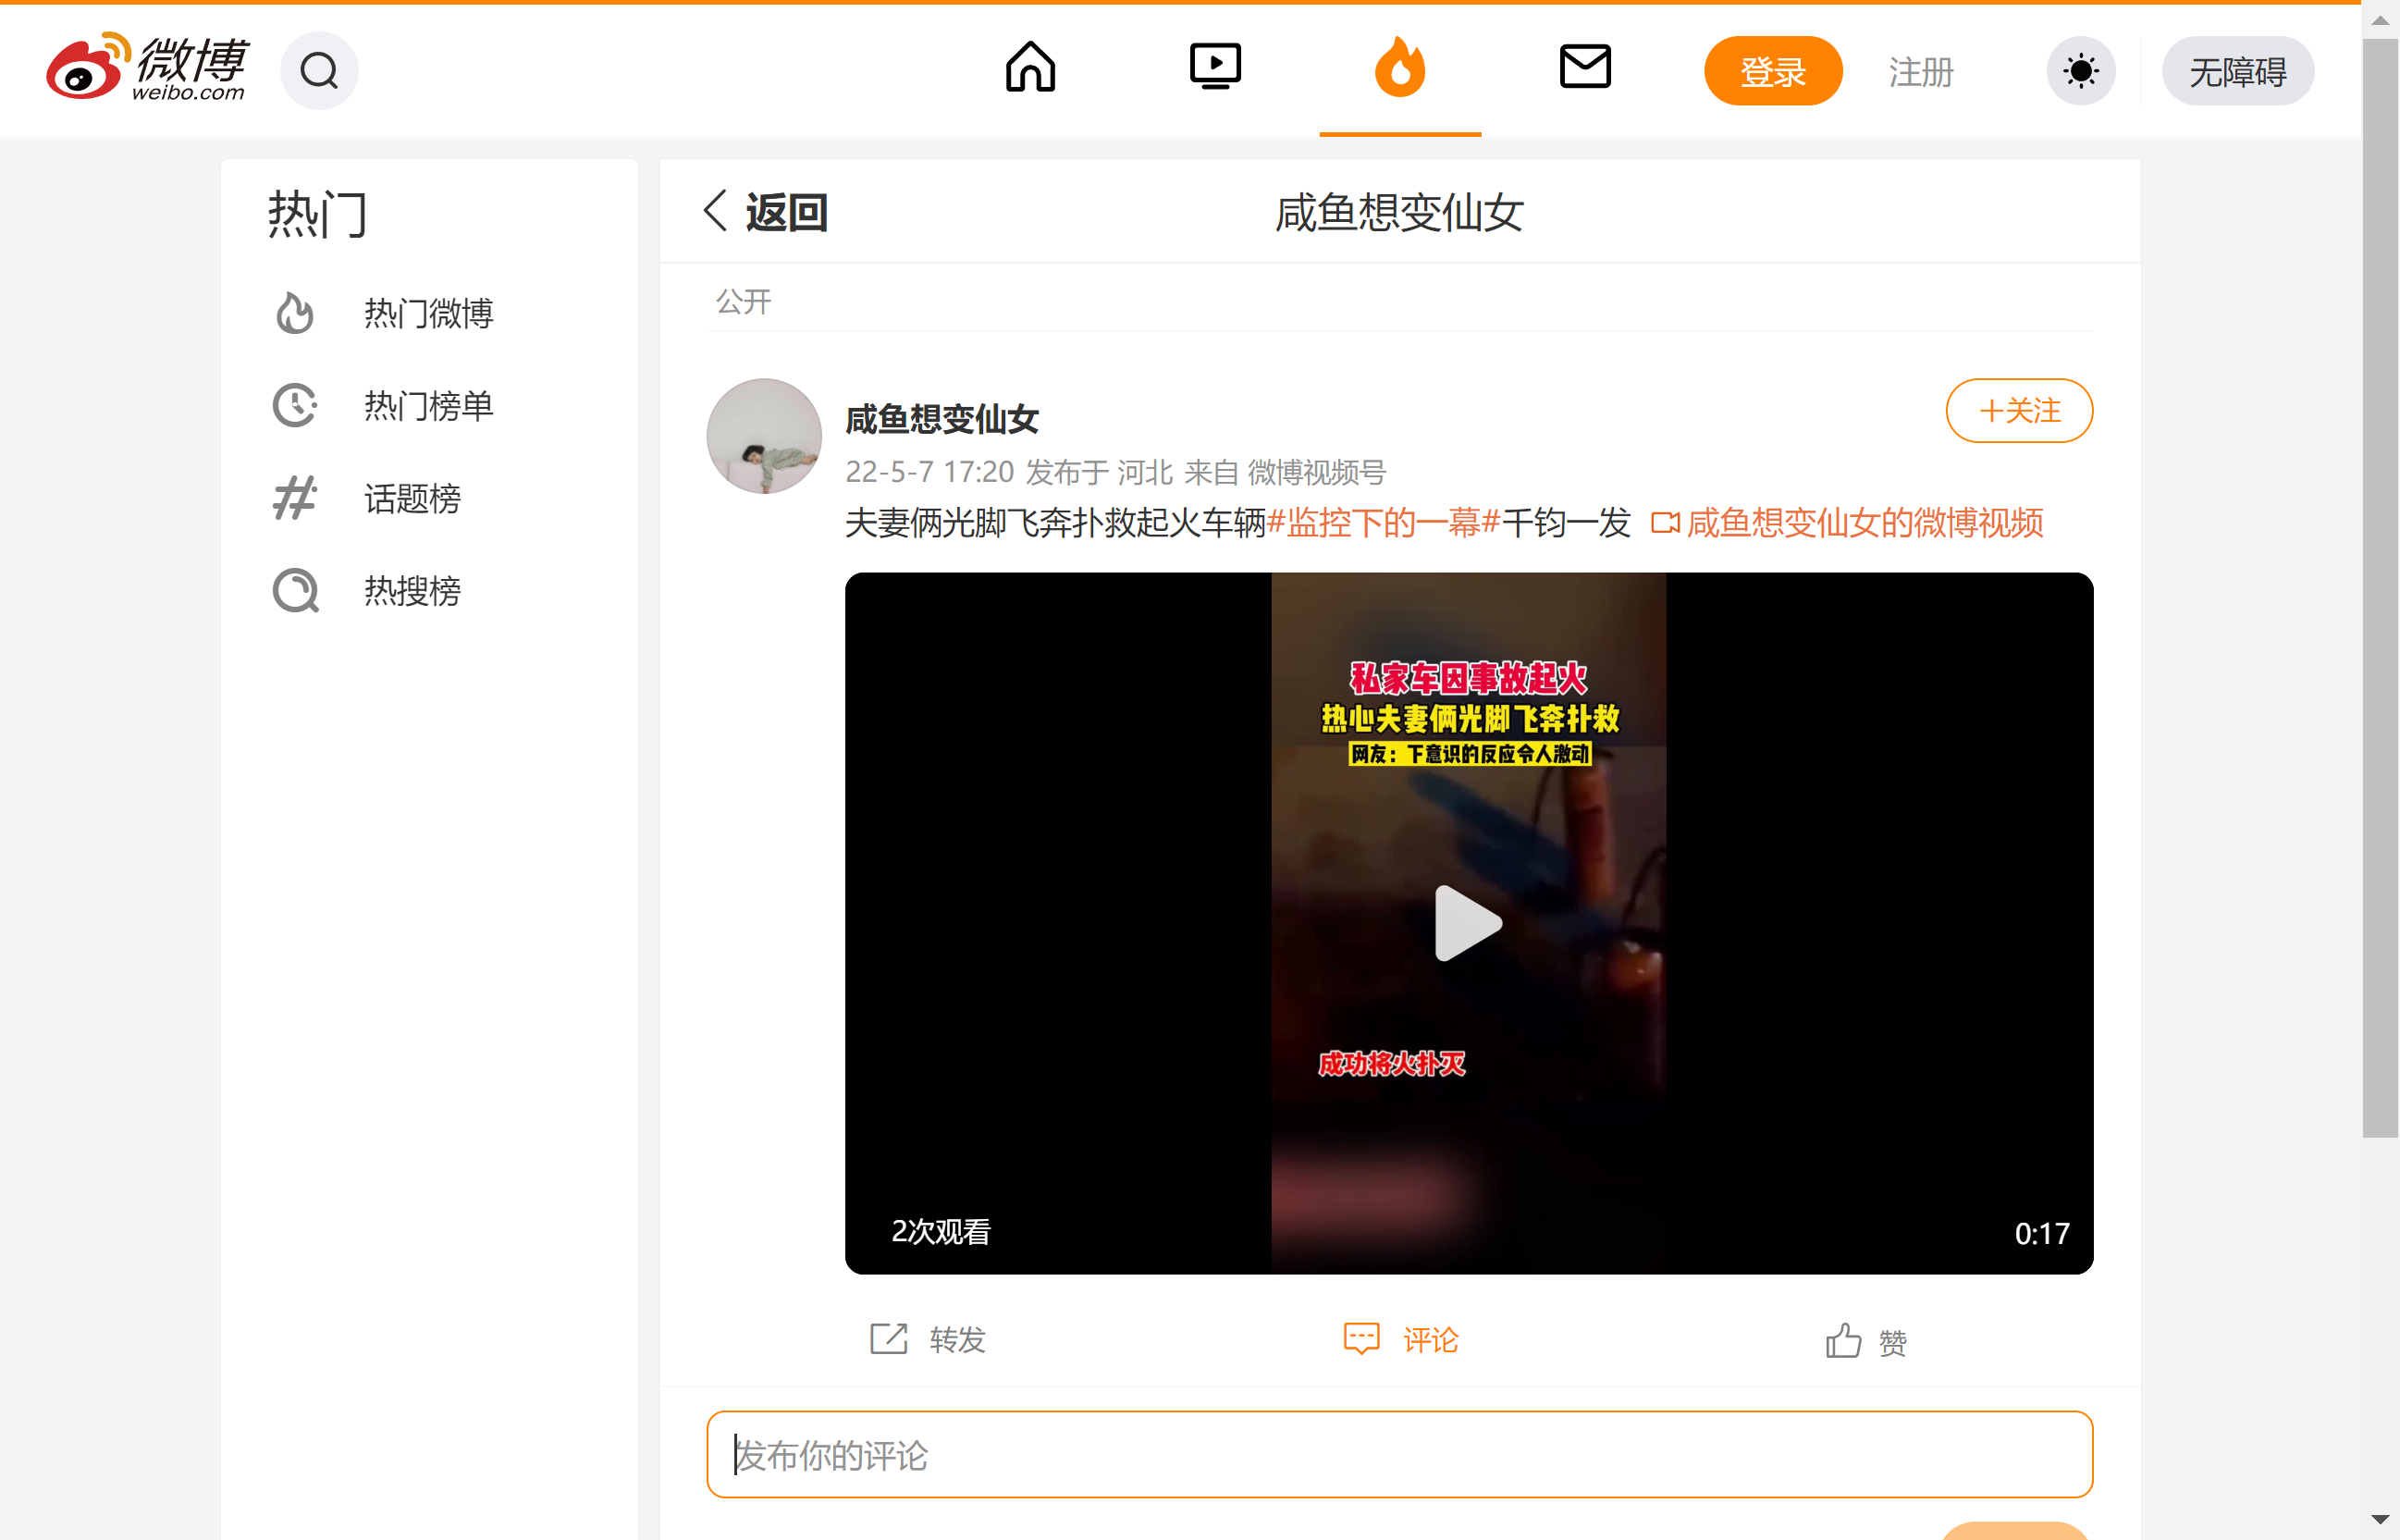 微博
weibo.com
登录
注册
无障碍
热门
热门微博
热门榜单
话题榜
热搜榜
返回
咸鱼想变仙女
公开
咸鱼想变仙女
+关注
22-5-7 17:20 发布于 河北 来自 微博视频号
夫妻俩光脚飞奔扑救起火车辆#监控下的一幕#千钧一发 咸鱼想变仙女的微博视频
私家车因事故起火
热心夫妻俩光脚飞奔扑救
网友：下意识的反应令人激动
成功将火扑灭
2次观看
0:17
转发
评论
赞
发布你的评论